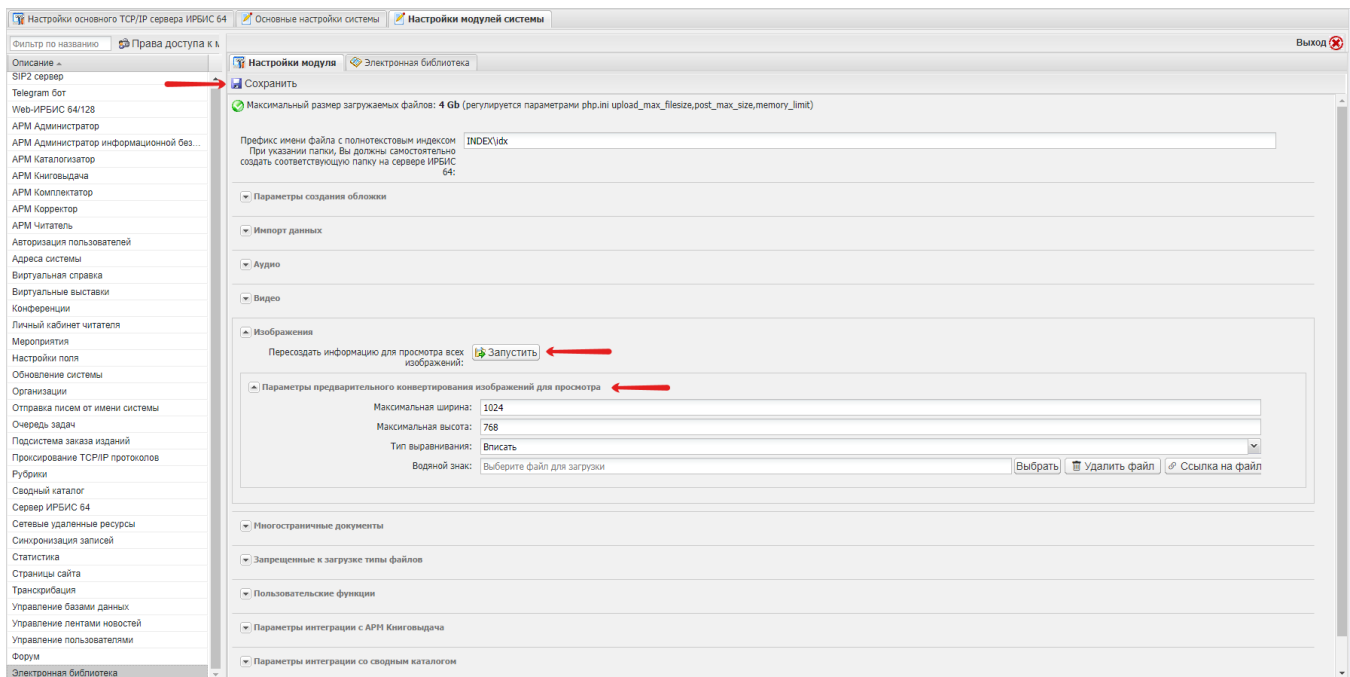 Настройки основного TCP/IP сервера ИРБИС 64
Основные настройки системы
Настройки модулей системы
Фильтр по названию
Права доступа к м
Выход
Описание
SIP2 сервер
Telegram бот
Web-ИРБИС 64/128
АРМ Администратор
АРМ Администратор информационной без...
АРМ Каталогизатор
АРМ Книговыдача
АРМ Комплектатор
АРМ Корректор
АРМ Читатель
Авторизация пользователей
Адреса системы
Виртуальная справка
Виртуальные выставки
Конференции
Личный кабинет читателя
Мероприятия
Настройки поля
Обновление системы
Организации
Отправка писем от имени системы
Очередь задач
Подсистема заказа изданий
Проксирование TCP/IP протоколов
Рубрики
Сводный каталог
Сервер ИРБИС 64
Сетевые удаленные ресурсы
Синхронизация записей
Статистика
Страницы сайта
Транскрибация
Управление базами данных
Управление лентами новостей
Управление пользователями
Форум
Электронная библиотека
Настройки модуля
Электронная библиотека
Сохранить
Максимальный размер загружаемых файлов: 4 Gb (регулируется параметрами php.ini upload_max_filesize,post_max_size,memory_limit)
Префикс имени файла с полнотекстовым индексом
При указании папки, Вы должны самостоятельно
создать соответствующую папку на сервере ИРБИС
64:
INDEX\idx
Параметры создания обложки
Импорт данных
Аудио
Видео
Изображения
Пересоздать информацию для просмотра всех
изображений:
Запустить
Параметры предварительного конвертирования изображений для просмотра
Максимальная ширина: 1024
Максимальная высота: 768
Тип выравнивания: Вписать
Водяной знак: Выберите файл для загрузки Выбрать Удалить файл Ссылка на файл
Многостраничные документы
Запрещенные к загрузке типы файлов
Пользовательские функции
Параметры интеграции с АРМ Книговыдача
Параметры интеграции со сводным каталогом